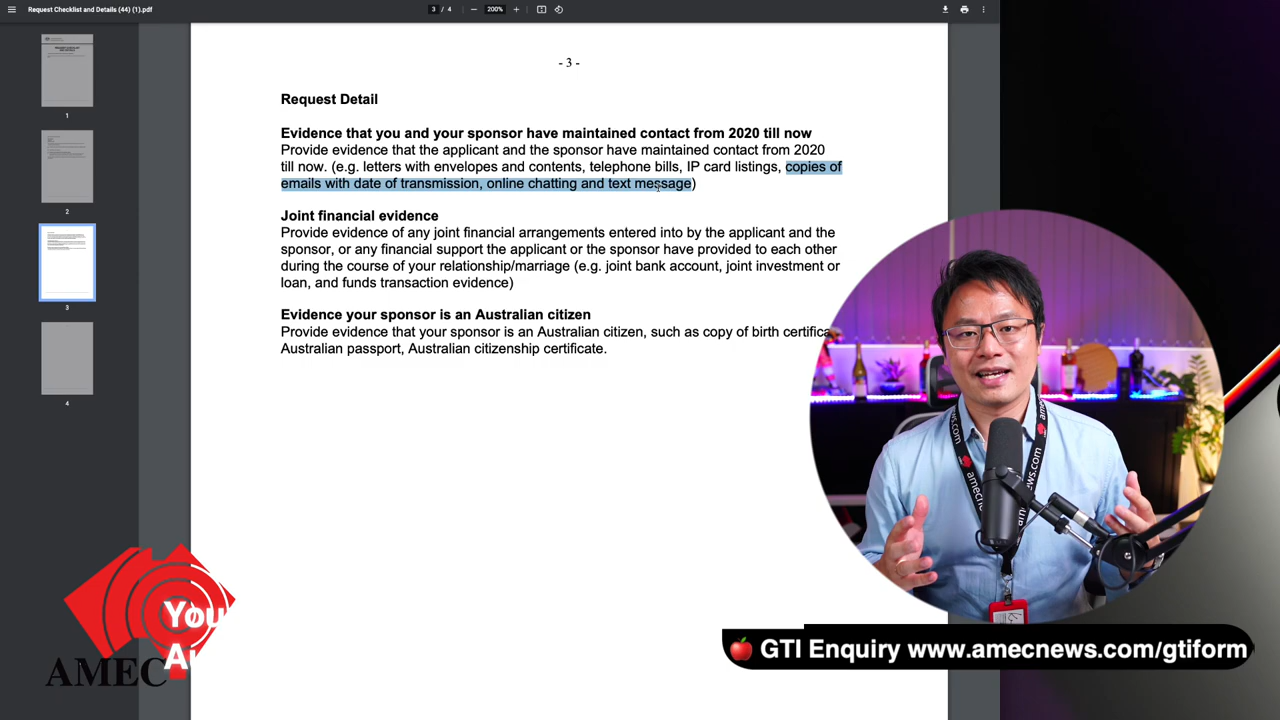 Request Checklist and Details (44) (1).pdf
3 / 4
200%
1
2
3
4
- 3 -
Request Detail
Evidence that you and your sponsor have maintained contact from 2020 till now
Provide evidence that the applicant and the sponsor have maintained contact from 2020
till now. (e.g. letters with envelopes and contents, telephone bills, IP card listings, copies of
emails with date of transmission, online chatting and text message)
Joint financial evidence
Provide evidence of any joint financial arrangements entered into by the applicant and the
sponsor, or any financial support the applicant or the sponsor have provided to each other
during the course of your relationship/marriage (e.g. joint bank account, joint investment or
loan, and funds transaction evidence)
Evidence your sponsor is an Australian citizen
Provide evidence that your sponsor is an Australian citizen, such as copy of birth certifica
Australian passport, Australian citizenship certificate.
amecnews.com
You
AMEC
GTI Enquiry www.amecnews.com/gtiform